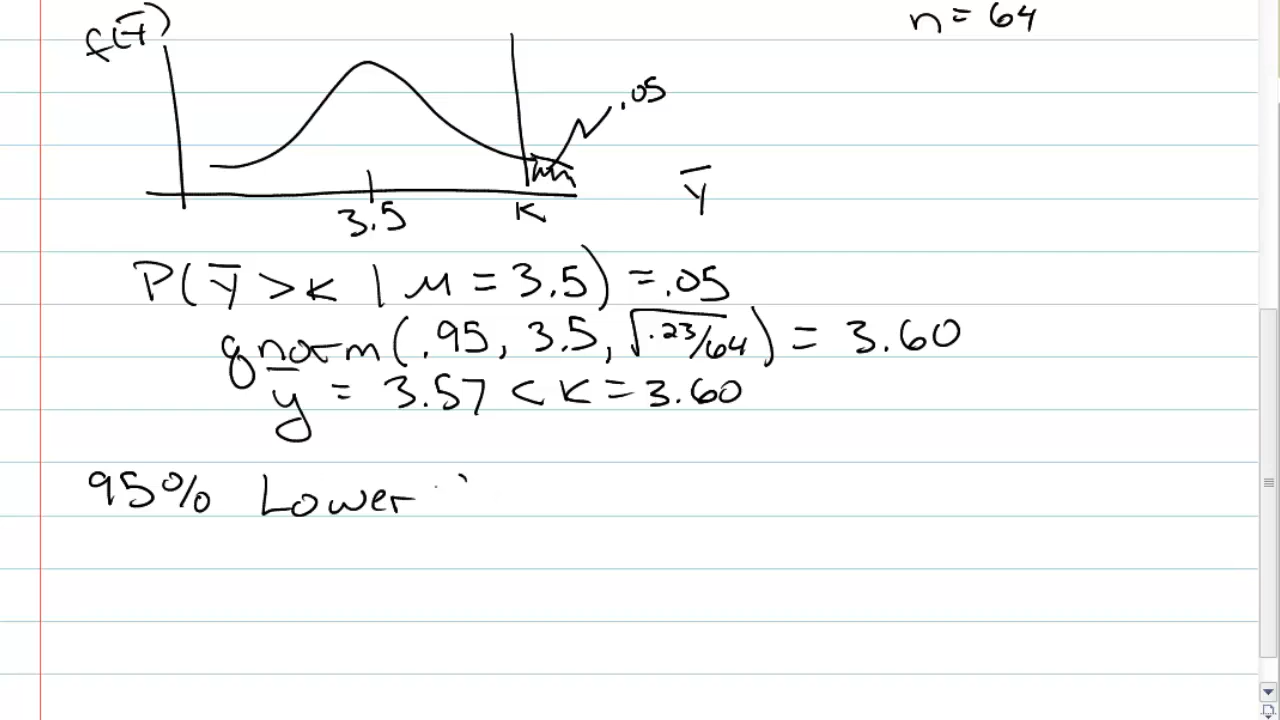 n = 64
f(Ȳ)
.05
3.5 K Ȳ
P(Ȳ > K | μ = 3.5) = .05
qnorm(.95, 3.5, √.23/64) = 3.60
ȳ = 3.57 < K = 3.60
95% Lower